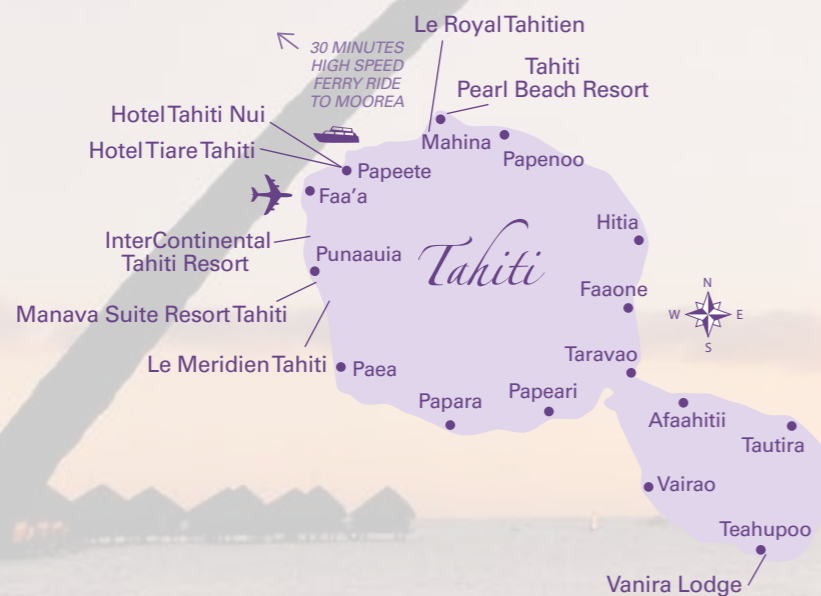 Le Royal Tahitien
30 MINUTES
HIGH SPEED
FERRY RIDE
TO MOOREA
Tahiti
Pearl Beach Resort
Hotel Tahiti Nui
Mahina
Papenoo
Hotel Tiare Tahiti
Papeete
Faa'a
Hitia
InterContinental
Tahiti Resort
Punaauia
Tahiti
Faaone
N
W E
S
Manava Suite Resort Tahiti
Le Meridien Tahiti
Paea
Taravao
Papara
Papeari
Afaahitii
Tautira
Vairao
Teahupoo
Vanira Lodge